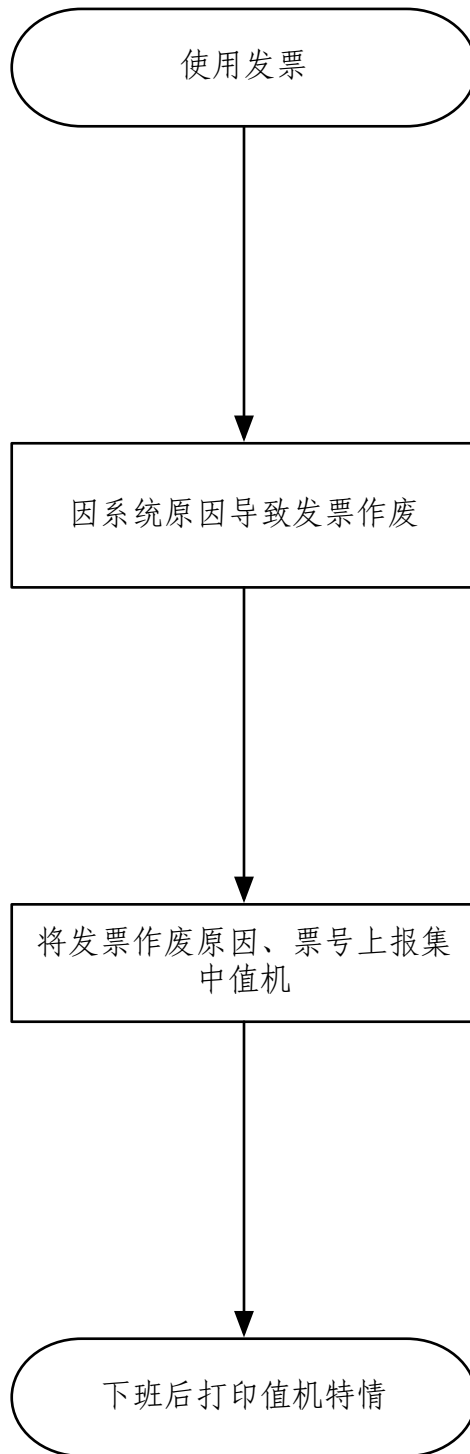 使用发票
因系统原因导致发票作废
将发票作废原因、票号上报集
中值机
下班后打印值机特情